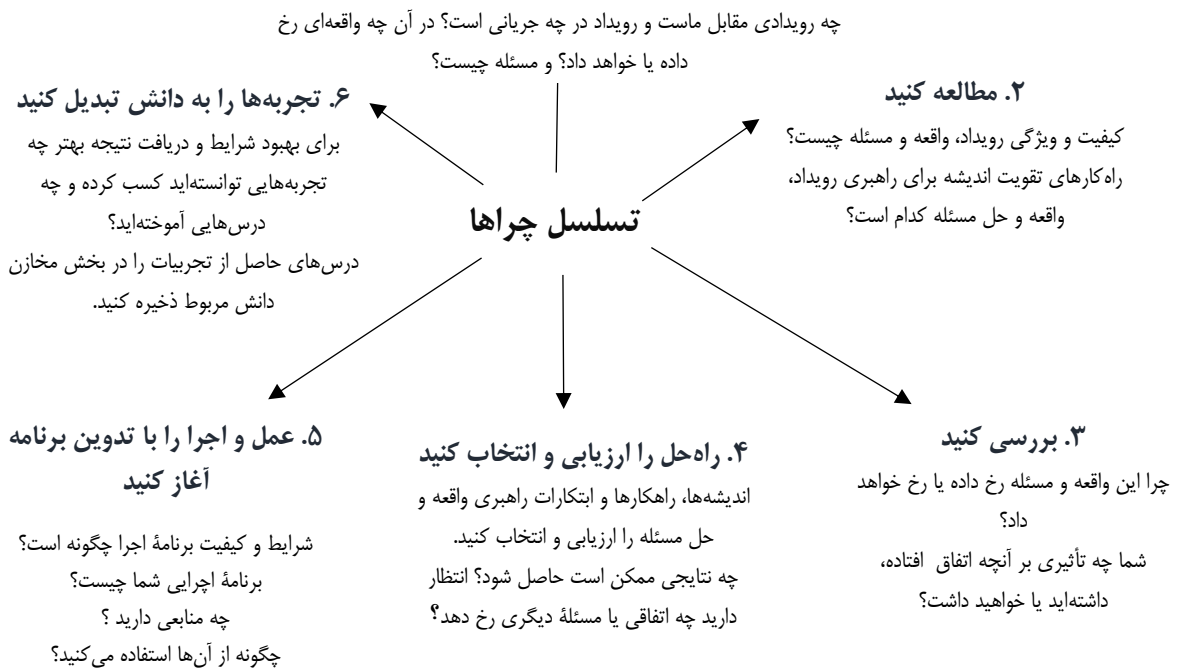 چه رویدادی مقابل ماست و رویداد در چه جریانی است؟ در آن چه واقعه‌ای رخ
داده یا خواهد داد؟ و مسئله چیست؟
تسلسل چراها
۲. مطالعه کنید
کیفیت و ویژگی رویداد، واقعه و مسئله چیست؟
راه‌کارهای تقویت اندیشه برای راهبری رویداد،
واقعه و حل مسئله کدام است؟
۳. بررسی کنید
چرا این واقعه و مسئله رخ داده یا رخ خواهد
داد؟
شما چه تأثیری بر آنچه اتفاق افتاده،
داشته‌اید یا خواهید داشت؟
۴. راه‌حل را ارزیابی و انتخاب کنید
اندیشه‌ها، راهکارها و ابتکارات راهبری واقعه و
حل مسئله را ارزیابی و انتخاب کنید.
چه نتایجی ممکن است حاصل شود؟ انتظار
دارید چه اتفاقی یا مسئلهٔ دیگری رخ دهد؟
۵. عمل و اجرا را با تدوین برنامه
آغاز کنید
شرایط و کیفیت برنامهٔ اجرا چگونه است؟
برنامهٔ اچرایی شما چیست؟
چه منابعی دارید ؟
چگونه از آن‌ها استفاده می‌کنید؟
۶. تجربه‌ها را به دانش تبدیل کنید
برای بهبود شرایط و دریافت نتیجه بهتر چه
تجربه‌هایی توانسته‌اید کسب کرده و چه
درس‌هایی آموخته‌اید؟
درس‌های حاصل از تجربیات را در بخش مخازن
دانش مربوط ذخیره کنید.